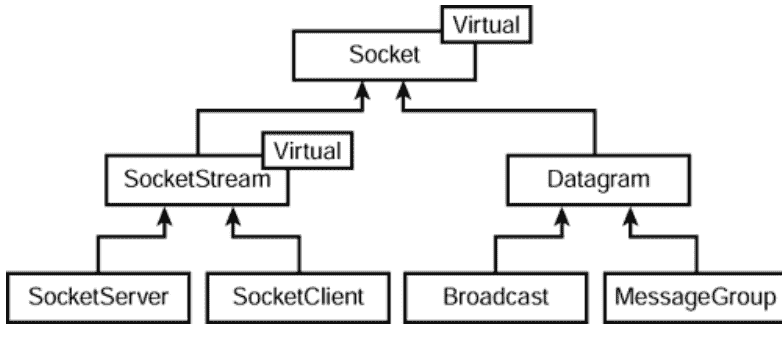 Virtual
Socket
Virtual
SocketStream
Datagram
SocketServer
SocketClient
Broadcast
MessageGroup